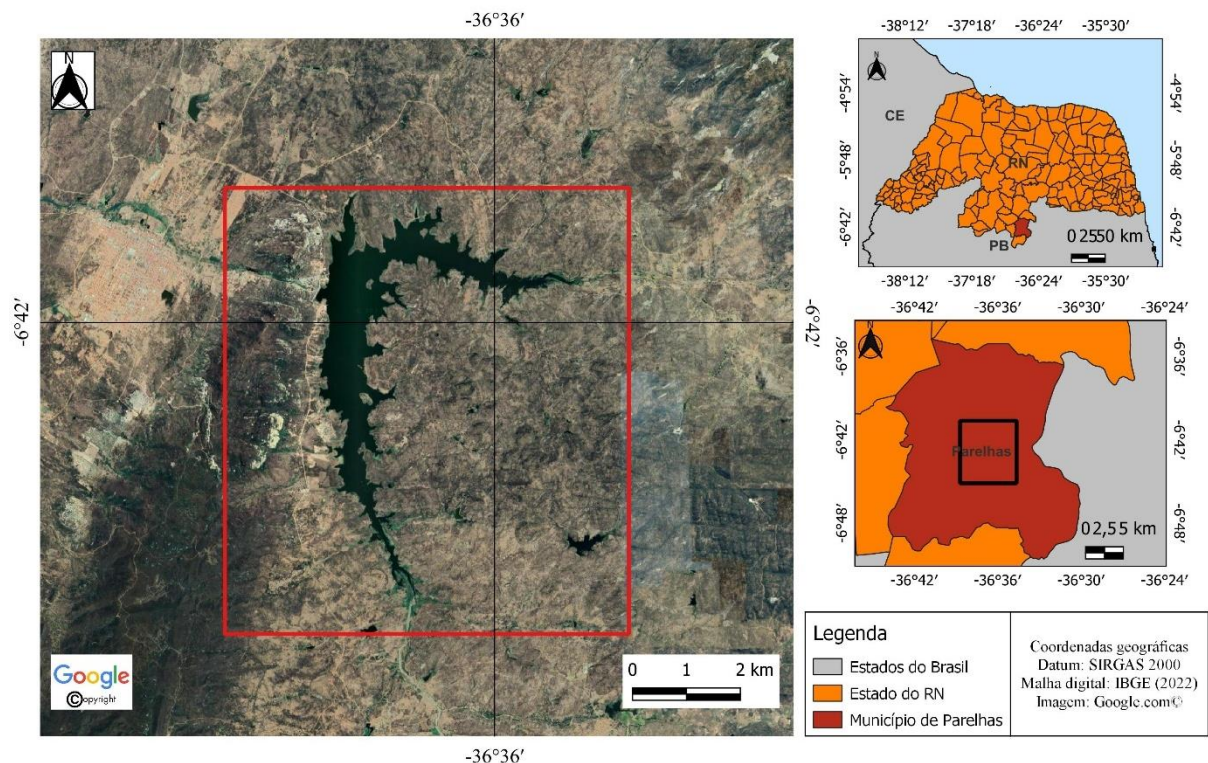 -36°36′
N
-6°42′
-6°42′
Google
©Copyright
0 1 2 km
-36°36′
-38°12′ -37°18′ -36°24′ -35°30′
N
-4°54′
-5°48′
-6°42′
CE
RN
PB
-4°54′
-5°48′
-6°42′
0 2550 km
-38°12′ -37°18′ -36°24′ -35°30′
-36°42′ -36°36′ -36°30′ -36°24′
N
-6°36′
-6°42′
-6°48′
Parelhas
-6°36′
-6°42′
-6°48′
0 2,55 km
-36°42′ -36°36′ -36°30′ -36°24′
Legenda
Estados do Brasil
Estado do RN
Município de Parelhas
Coordenadas geográficas
Datum: SIRGAS 2000
Malha digital: IBGE (2022)
Imagem: Google.com©